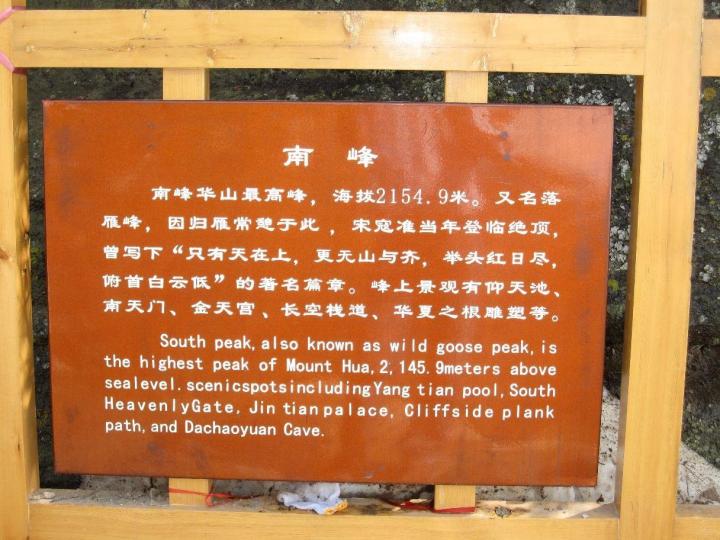 南 峰
南峰华山最高峰，海拔2154.9米。又名落
雁峰，因归雁常憩于此，宋寇准当年登临绝顶，
曾写下“只有天在上，更无山与齐，举头红日尽，
俯首白云低”的著名篇章。峰上景观有仰天池、
南天门、金天宫、长空栈道、华夏之根雕塑等。
South peak, also known as wild goose peak, is
the highest peak of Mount Hua, 2,145.9meters above
sealevel. scenicspotsincludingYang tian pool, South
HeavenlyGate, Jin tian palace, Cliffside plank
path, and Dachaoyuan Cave.